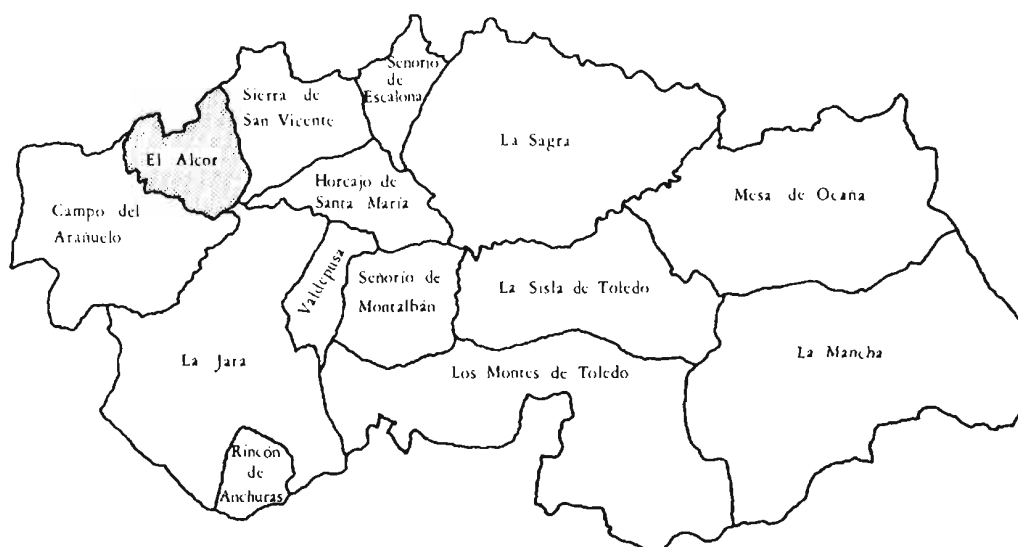 Señorio
de
Escalona
Sierra de
San Vicente
La Sagra
El Alcor
Horcajo de
Santa María
Mesa de Ocaña
Campo del
Arañuelo
Valdepusa
Señorio de
Montalbán
La Sisla de Toledo
La Jara
La Mancha
Los Montes de Toledo
Rincón
de
Anchuras